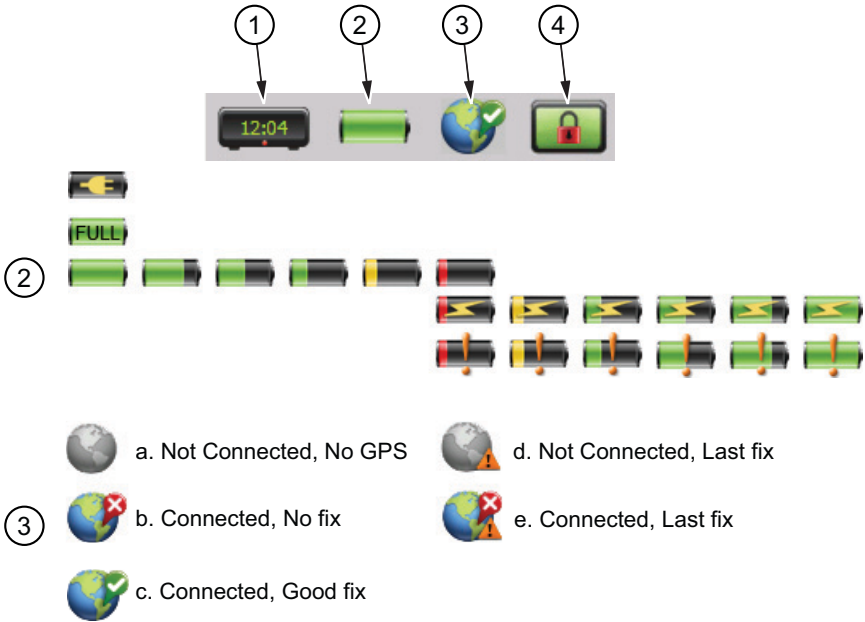 1 2 3 4
12:04
FULL
2
a. Not Connected, No GPS
d. Not Connected, Last fix
3
b. Connected, No fix
e. Connected, Last fix
c. Connected, Good fix